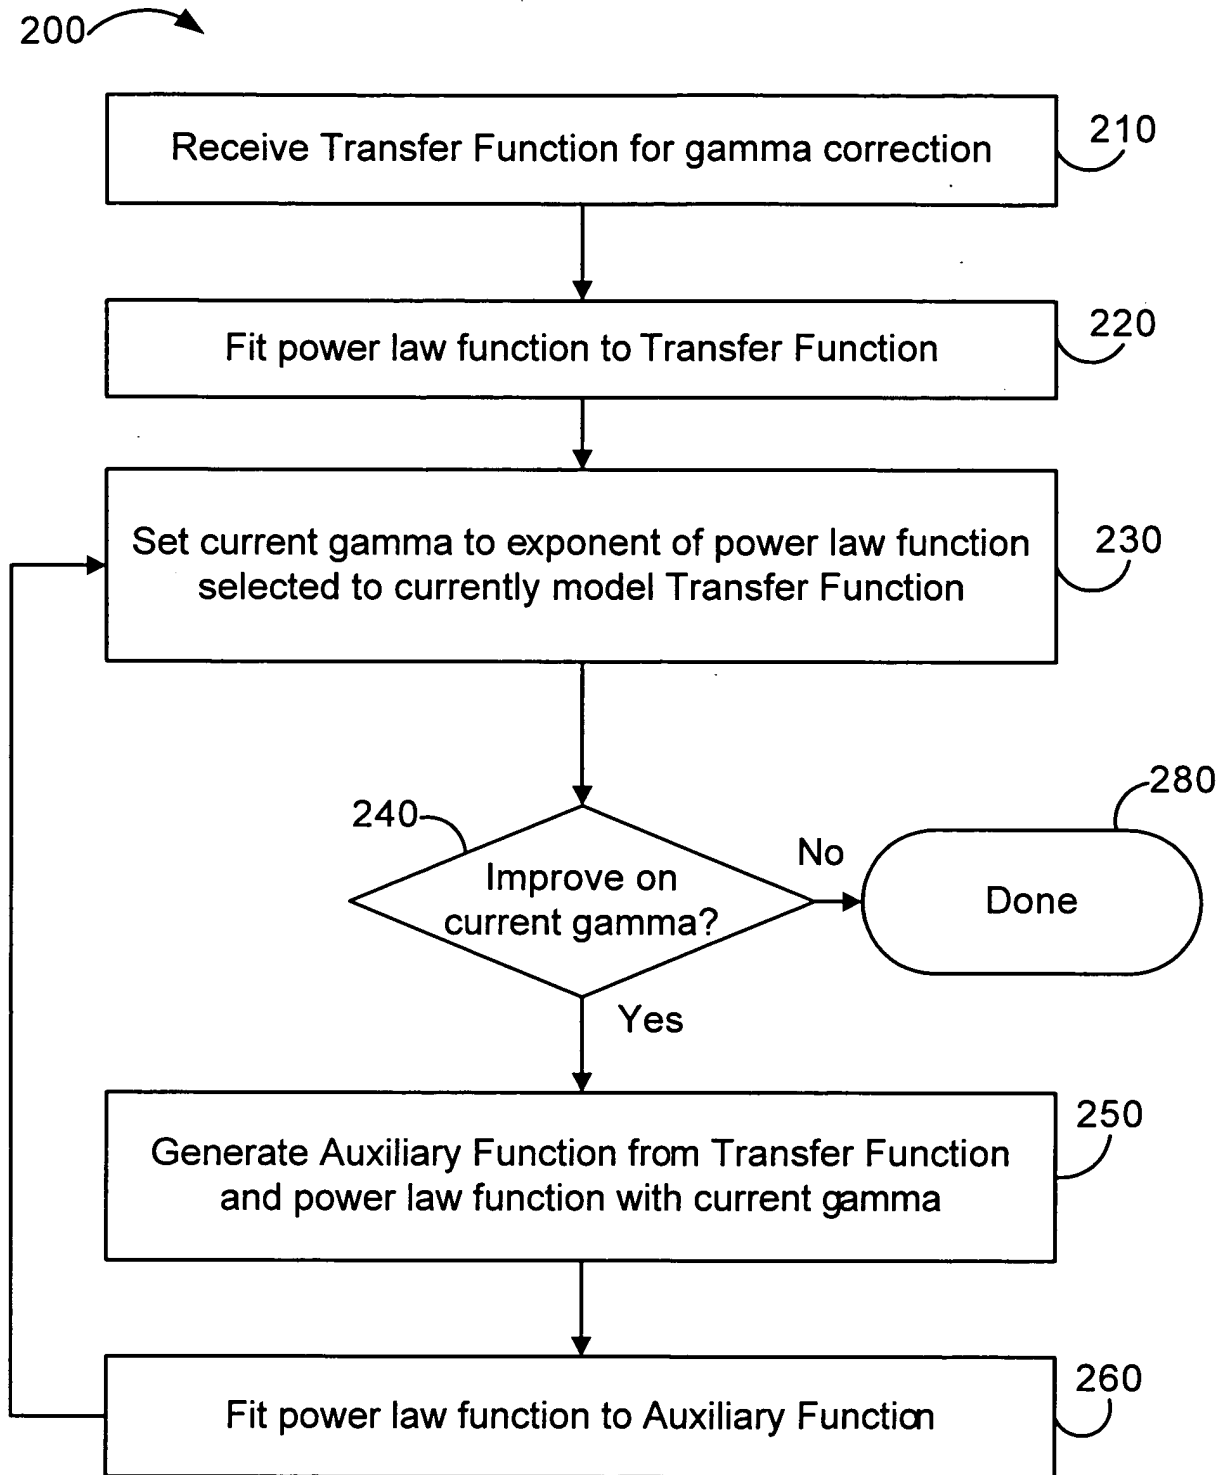 200
Receive Transfer Function for gamma correction
210
Fit power law function to Transfer Function
220
Set current gamma to exponent of power law function
selected to currently model Transfer Function
230
240
Improve on
current gamma?
No
280
Done
Yes
Generate Auxiliary Function from Transfer Function
and power law function with current gamma
250
Fit power law function to Auxiliary Function
260